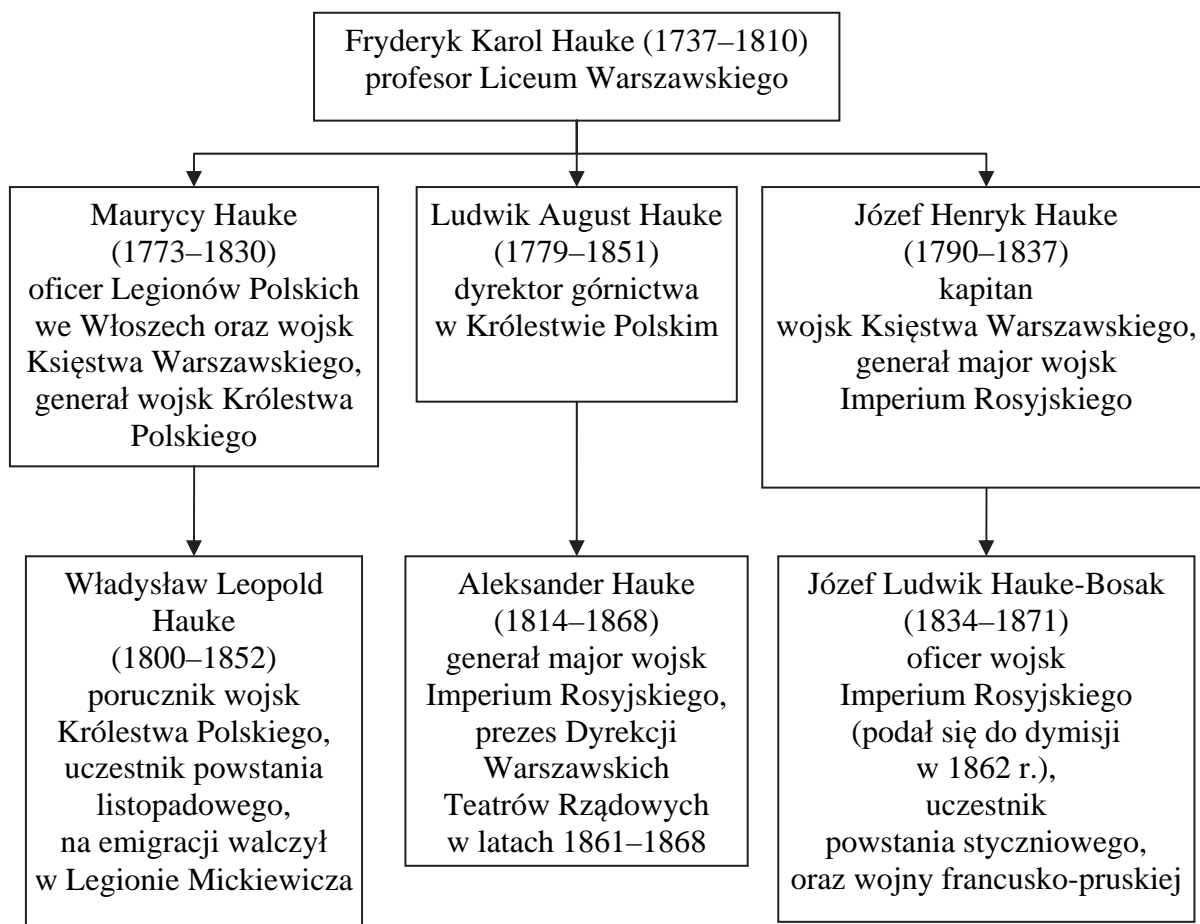 Fryderyk Karol Hauke (1737–1810)
profesor Liceum Warszawskiego
Maurycy Hauke
(1773–1830)
oficer Legionów Polskich
we Włoszech oraz wojsk
Księstwa Warszawskiego,
generał wojsk Królestwa
Polskiego
Ludwik August Hauke
(1779–1851)
dyrektor górnictwa
w Królestwie Polskim
Józef Henryk Hauke
(1790–1837)
kapitan
wojsk Księstwa Warszawskiego,
generał major wojsk
Imperium Rosyjskiego
Władysław Leopold
Hauke
(1800–1852)
porucznik wojsk
Królestwa Polskiego,
uczestnik powstania
listopadowego,
na emigracji walczył
w Legionie Mickiewicza
Aleksander Hauke
(1814–1868)
generał major wojsk
Imperium Rosyjskiego,
prezes Dyrekcji
Warszawskich
Teatrów Rządowych
w latach 1861–1868
Józef Ludwik Hauke-Bosak
(1834–1871)
oficer wojsk
Imperium Rosyjskiego
(podał się do dymisji
w 1862 r.),
uczestnik
powstania styczniowego,
oraz wojny francusko-pruskiej